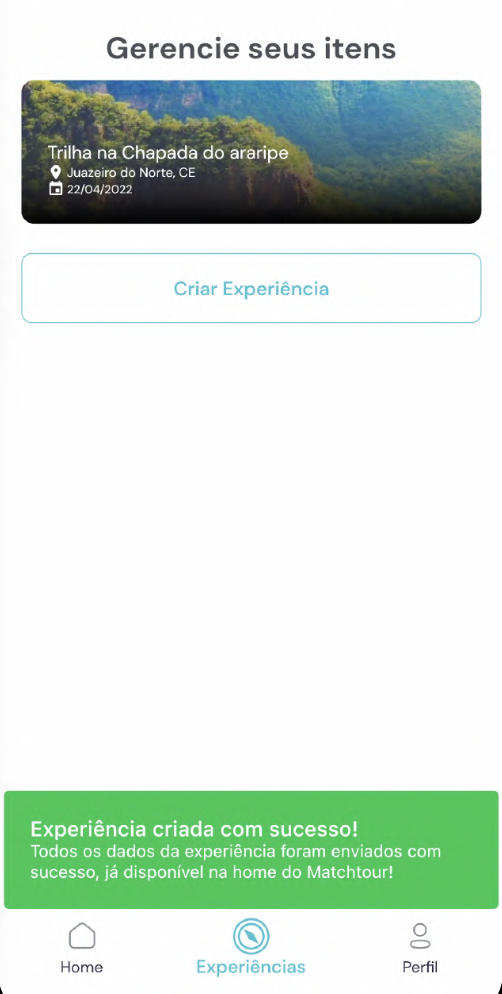 Gerencie seus itens
Trilha na Chapada do araripe
Juazeiro do Norte, CE
22/04/2022
Criar Experiência
Experiência criada com sucesso!
Todos os dados da experiência foram enviados com
sucesso, já disponível na home do Matchtour!
Home
Experiências
Perfil